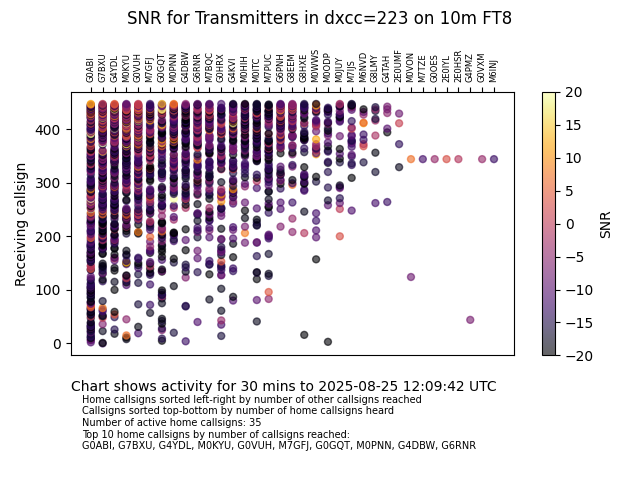 SNR for Transmitters in dxcc=223 on 10m FT8
G0ABI G7BXU G4YDL M0KYU G0VUH M7GFJ G0GQT M0PNN G4DBW G6RNR M7BQC G0HRX G4KVI M0HIH M0ITC M7PUC G6PNH G8EEM G8HXE M0WWS M0ODP M0JUY M7IJS M6NVD G8LMY G4TAH 2E0UMF M0VON M7TZE G0OES 2E0IYL 2E0HSR G4PMZ G3VXM M6INJ
Receiving callsign
400
300
200
100
0
20
15
10
5
0
−5
−10
−15
−20
SNR
Chart shows activity for 30 mins to 2025-08-25 12:09:42 UTC
Home callsigns sorted left-right by number of other callsigns reached
Callsigns sorted top-bottom by number of home callsigns heard
Number of active home callsigns: 35
Top 10 home callsigns by number of callsigns reached:
G0ABI, G7BXU, G4YDL, M0KYU, G0VUH, M7GFJ, G0GQT, M0PNN, G4DBW, G6RNR